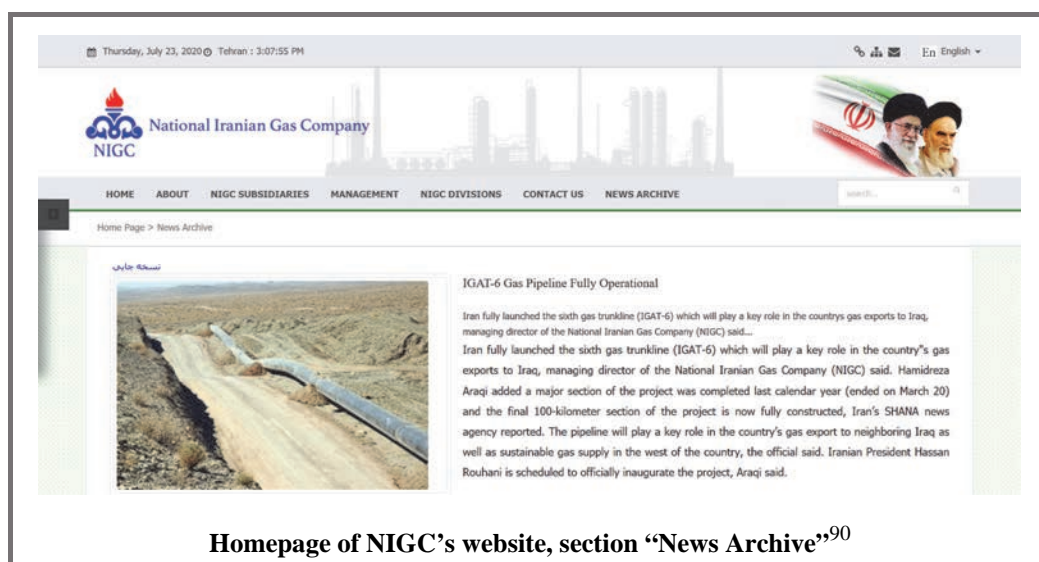 Thursday, July 23, 2020 Tehran : 3:07:55 PM
En English
National Iranian Gas Company
NIGC
HOME ABOUT NIGC SUBSIDIARIES MANAGEMENT NIGC DIVISIONS CONTACT US NEWS ARCHIVE
search...
Home Page > News Archive
نسخه چاپی
IGAT-6 Gas Pipeline Fully Operational
Iran fully launched the sixth gas trunkline (IGAT-6) which will play a key role in the countrys gas exports to Iraq,
managing director of the National Iranian Gas Company (NIGC) said...
Iran fully launched the sixth gas trunkline (IGAT-6) which will play a key role in the country"s gas
exports to Iraq, managing director of the National Iranian Gas Company (NIGC) said. Hamidreza
Araqi added a major section of the project was completed last calendar year (ended on March 20)
and the final 100-kilometer section of the project is now fully constructed, Iran's SHANA news
agency reported. The pipeline will play a key role in the country's gas export to neighboring Iraq as
well as sustainable gas supply in the west of the country, the official said. Iranian President Hassan
Rouhani is scheduled to officially inaugurate the project, Araqi said.
Homepage of NIGC's website, section “News Archive”90